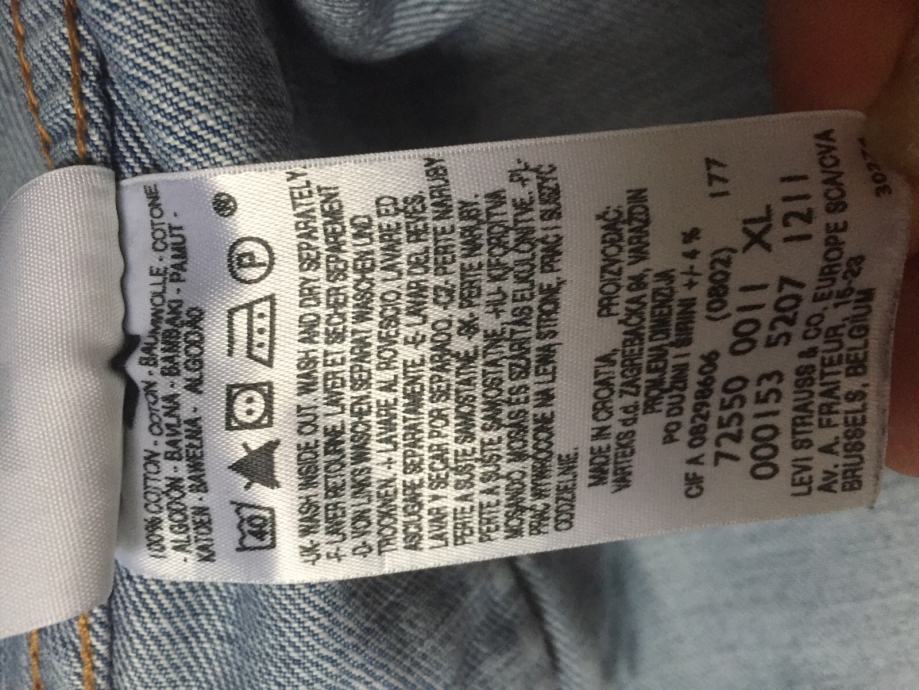 100% COTTON - COTON - BAUMWOLLE - COTONE
- ALGODON - BAVLNA - BAMBAKI - PAMUT -
KATOEN - BAWEŁNA - ALGODÃO
40 P ®
-UK- WASH INSIDE OUT, WASH AND DRY SEPARATELY.
-F- LAVER RETOURNE, LAVER ET SECHER SEPAREMENT
-D- VON LINKS WASCHEN SEPARAT WASCHEN UND
TROCKNEN. -I- LAVARE AL ROVESCIO, LAVARE ED
ASCIUGARE SEPARATAMENTE. -E- LAVAR DEL REVES.
LAVAR Y SECAR POR SEPARADO. -CZ- PERTE NARUBY
PERTE A SUŠTE SAMOSTATNĚ. -SK- PERTE NARUBY.
PERTE A SUŠTE SAMOSTATNE. -HU- KIFORDÍTVA
MOSANDÓ. MOSÁS ÉS SZÁRÍTÁS ELKÜLÖNÍTVE. -PL-
PRAĆ WYWRÓCONE NA LEWĄ STRONĘ, PRAĆ I SUSZYĆ
ODDZIELNIE.
MADE IN CROATIA, PROIZVOĐAČ:
VARTEKS d.d. ZAGREBAČKA 94, VARAŽDIN
PROMJENA DIMENZIJA
PO DUŽINI I ŠIRINI +/- 4 %
CIF A 08298606 (0802) 177
72550 0011 XL
000153 5207 1211
LEVI STRAUSS & CO, EUROPE SCA/CVA
AV. A. FRAITEUR, 15-23
BRUSSELS, BELGIUM